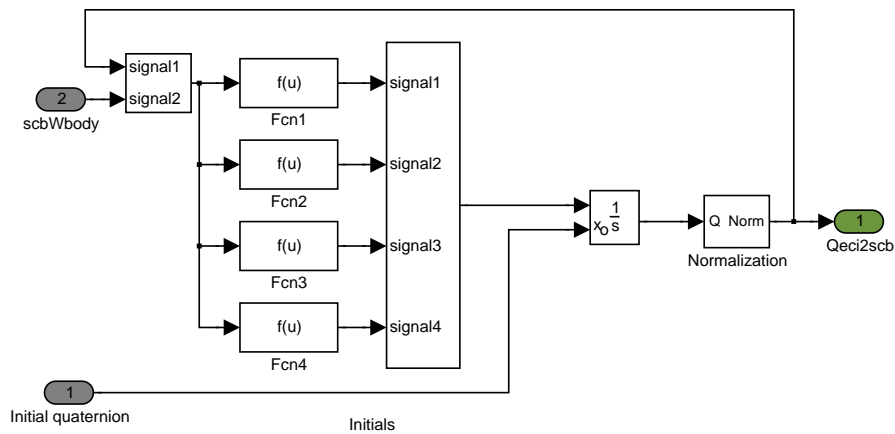 signal1
signal2
2
scbWbody
f(u)
Fcn1
f(u)
Fcn2
f(u)
Fcn3
f(u)
Fcn4
signal1
signal2
signal3
signal4
1
s
xo
Q Norm
Normalization
1
Qeci2scb
1
Initial quaternion
Initials